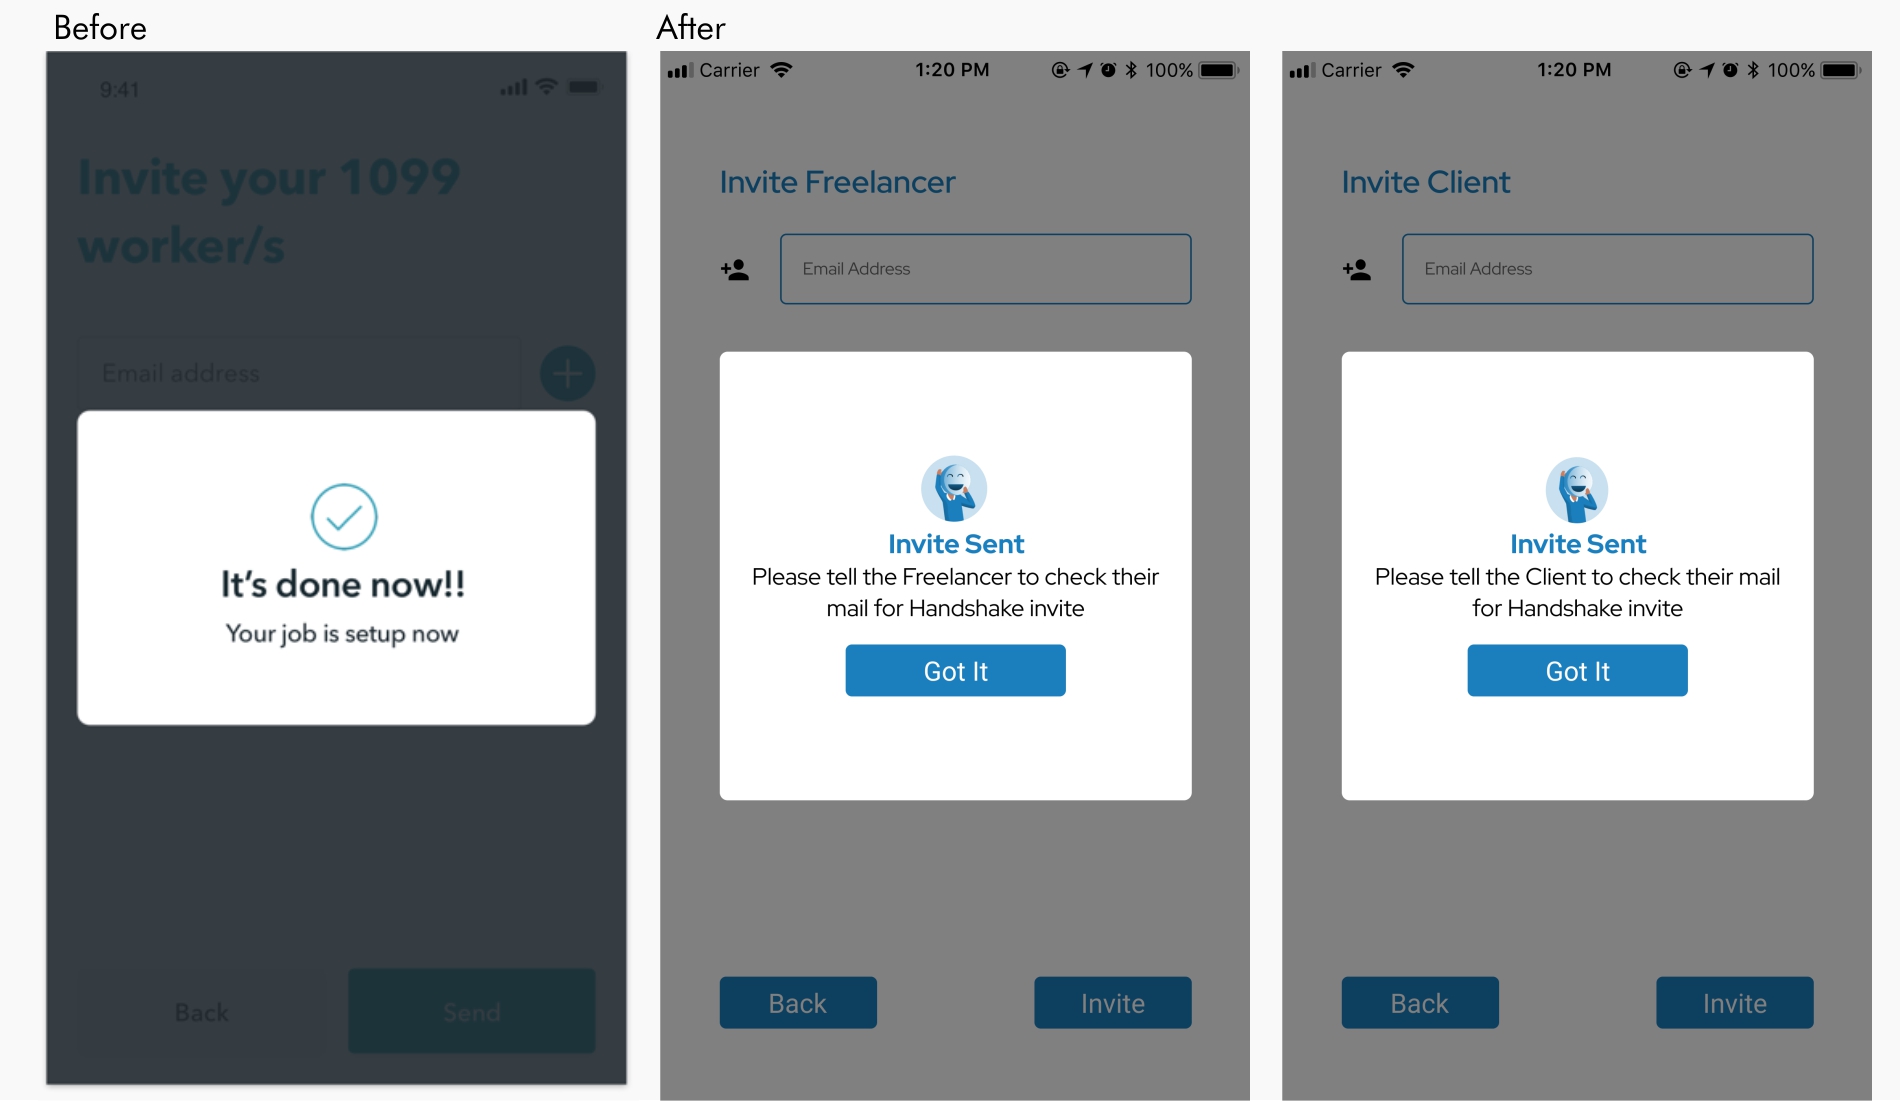 Before
9:41
Invite your 1099
worker/s
Email address
It's done now!!
Your job is setup now
Back
Send
After
Carrier
1:20 PM
100%
Invite Freelancer
Email Address
Invite Sent
Please tell the Freelancer to check their
mail for Handshake invite
Got It
Back
Invite
Carrier
1:20 PM
100%
Invite Client
Email Address
Invite Sent
Please tell the Client to check their mail
for Handshake invite
Got It
Back
Invite